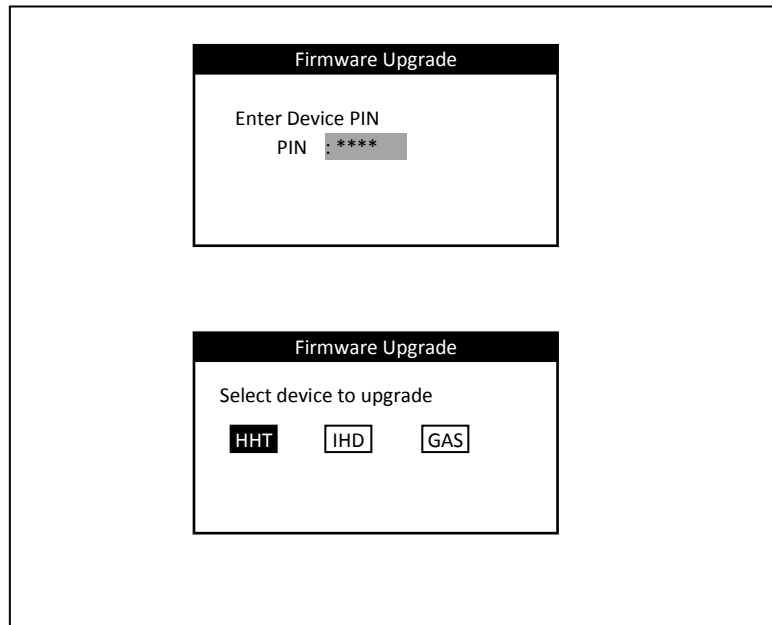 Firmware Upgrade
Enter Device PIN
PIN : ****
Firmware Upgrade
Select device to upgrade
HHT IHD GAS